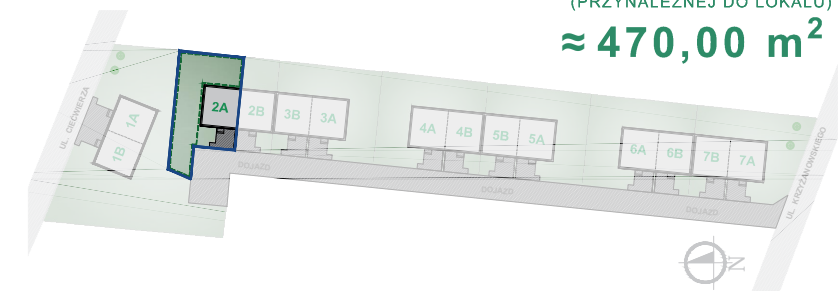 (PRZYNALEŻNEJ DO LOKALU)
≈ 470,00 m²
UL. CIEĆWIERZA
1A
1B
2A
2B
3B
3A
4A
4B
5B
5A
6A
6B
7B
7A
DOJAZD
DOJAZD
DOJAZD
UL. KRZYŻANOWSKIEGO
N